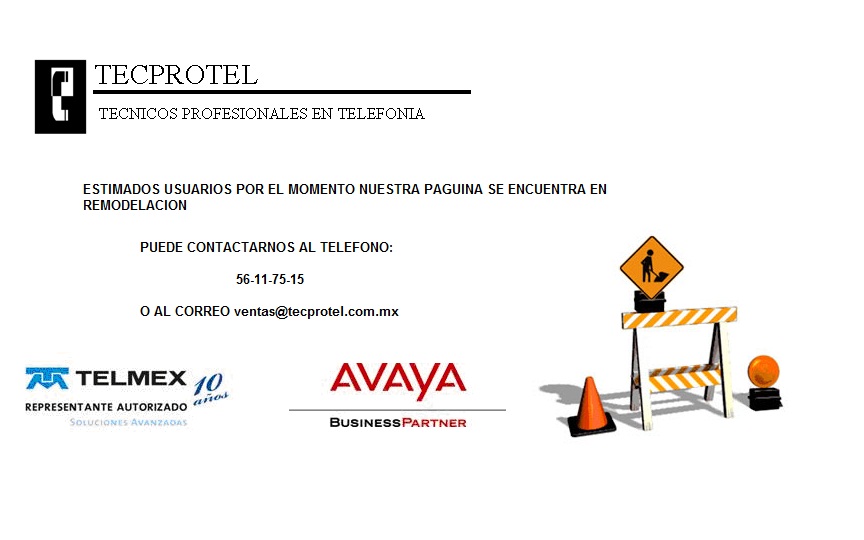 TECPROTEL
TECNICOS PROFESIONALES EN TELEFONIA
ESTIMADOS USUARIOS POR EL MOMENTO NUESTRA PAGUINA SE ENCUENTRA EN
REMODELACION
PUEDE CONTACTARNOS AL TELEFONO:
56-11-75-15
O AL CORREO ventas@tecprotel.com.mx
TELMEX 10 años
REPRESENTANTE AUTORIZADO
SOLUCIONES AVANZADAS
AVAYA
BUSINESSPARTNER